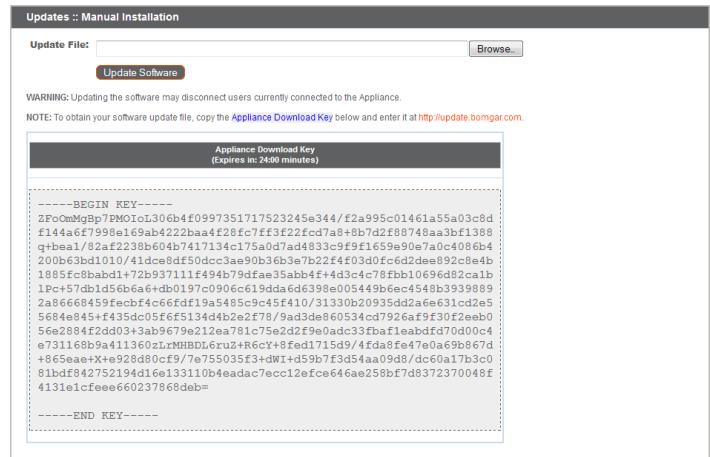 Updates :: Manual Installation
Update File:
Browse..
Update Software
WARNING: Updating the software may disconnect users currently connected to the Appliance.
NOTE: To obtain your software update file, copy the Appliance Download Key below and enter it at http://update.bomgar.com.
Appliance Download Key
(Expires in: 24:00 minutes)
-----BEGIN KEY-----
ZFoOmMgBp7PMOIoL306b4f0997351717523245e344/f2a995c01461a55a03c8d
f144a6f7998e169ab4222baa4f28fc7ff3f22fcd7a8+8b7d2f88748aa3bf1388
q+bea1/82af2238b604b7417134c175a0d7ad4833c9f9f1659e90e7a0c4086b4
200b63bd1010/41dce8df50dcc3ae90b36b3e7b22f4f03d0fc6d2dee892c8e4b
1885fc8babd1+72b937111f494b79dfae35abb4f+4d3c4c78fbb10696d82ca1b
1Pc+57db1d56b6a6+db0197c0906c619dda6d6398e005449b6ec4548b3939889
2a86668459fecbf4c66fdf19a5485c9c45f410/31330b20935dd2a6e631cd2e5
5684e845+f435dc05f6f5134d4b2e2f78/9ad3de860534cd7926af9f30f2eeb0
56e2884f2dd03+3ab9679e212ea781c75e2d2f9e0adc33fbaf1eabdfd70d00c4
e731168b9a411360zLrMHBDL6ruZ+R6cY+8fed1715d9/4fda8fe47e0a69b867d
+865eae+X+e928d80cf9/7e755035f3+dWI+d59b7f3d54aa09d8/dc60a17b3c0
81bdf842752194d16e133110b4eadac7ecc12efce646ae258bf7d8372370048f
4131e1cfeee660237868deb=
-----END KEY-----